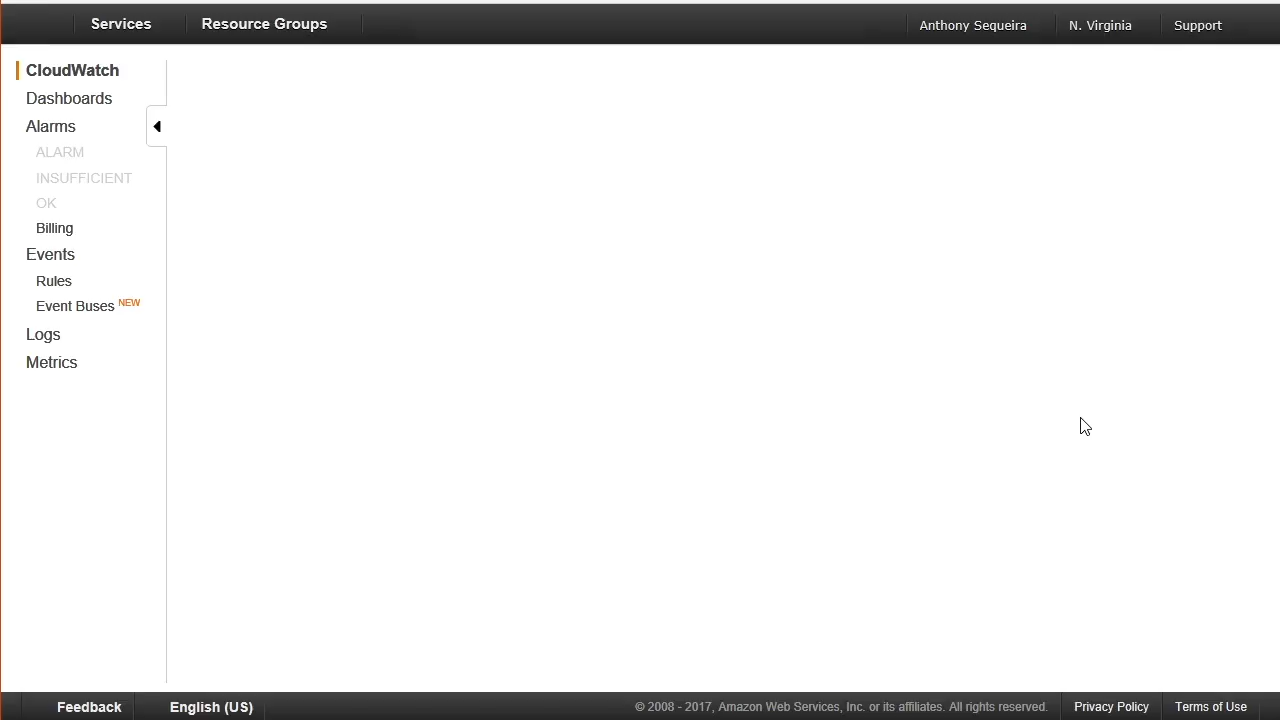 Services Resource Groups Anthony Sequeira N. Virginia Support
CloudWatch
Dashboards
Alarms
ALARM
INSUFFICIENT
OK
Billing
Events
Rules
Event Buses NEW
Logs
Metrics
Feedback English (US) © 2008 - 2017, Amazon Web Services, Inc. or its affiliates. All rights reserved. Privacy Policy Terms of Use